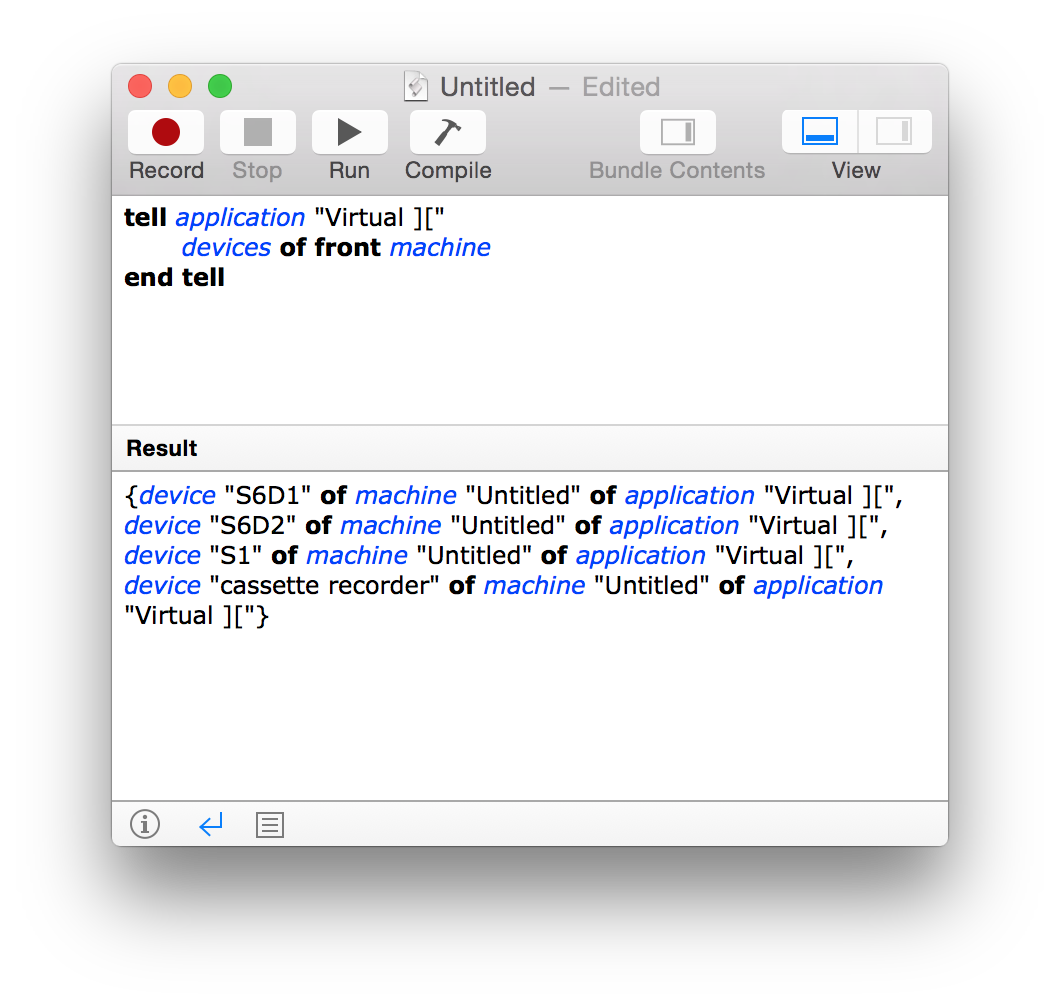 Untitled — Edited
Record Stop Run Compile Bundle Contents View
tell application "Virtual ]["
devices of front machine
end tell
Result
{device "S6D1" of machine "Untitled" of application "Virtual ][",
device "S6D2" of machine "Untitled" of application "Virtual ][",
device "S1" of machine "Untitled" of application "Virtual ][",
device "cassette recorder" of machine "Untitled" of application
"Virtual ]["}